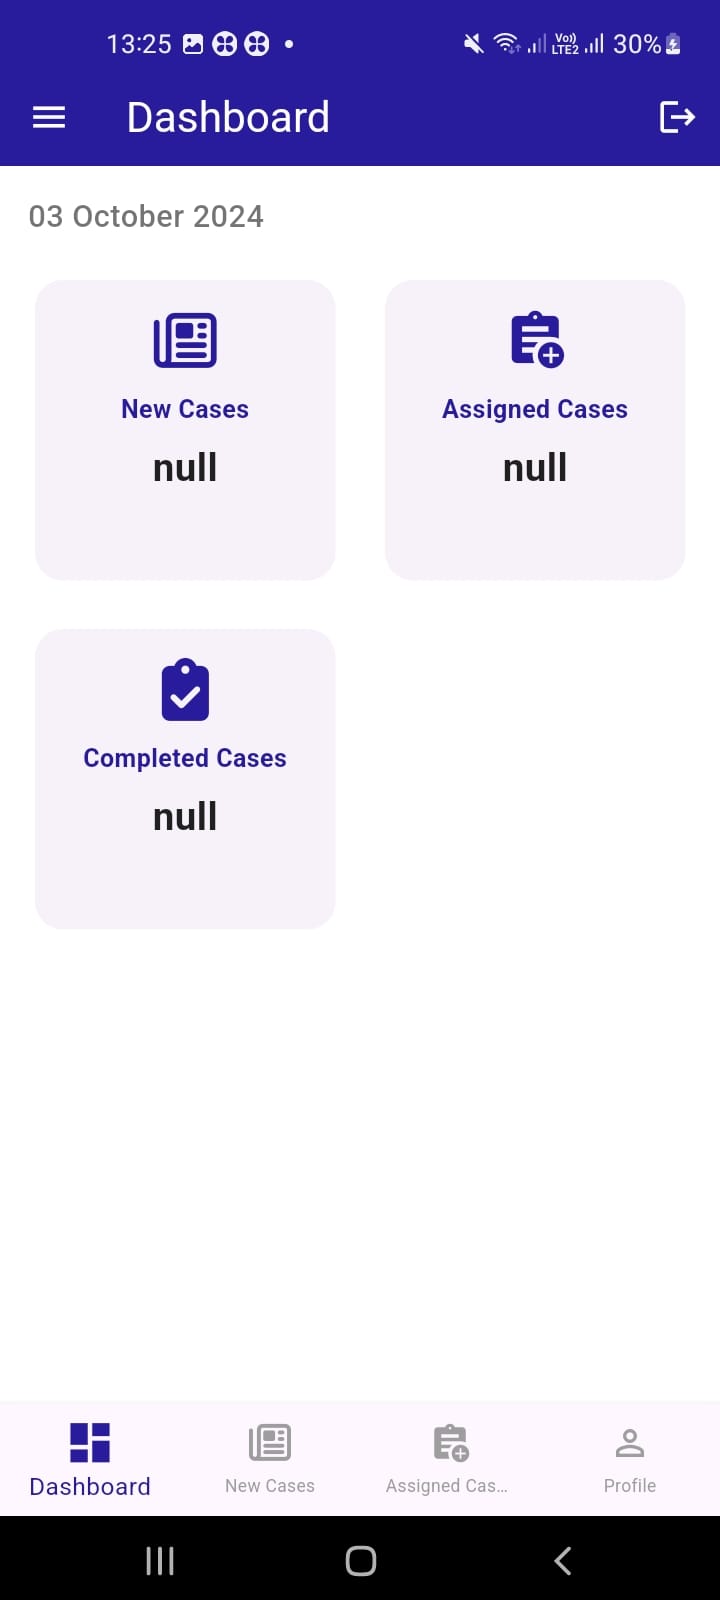 13:25
Vo)) LTE2 30%
Dashboard
03 October 2024
New Cases
null
Assigned Cases
null
Completed Cases
null
Dashboard
New Cases
Assigned Cas...
Profile